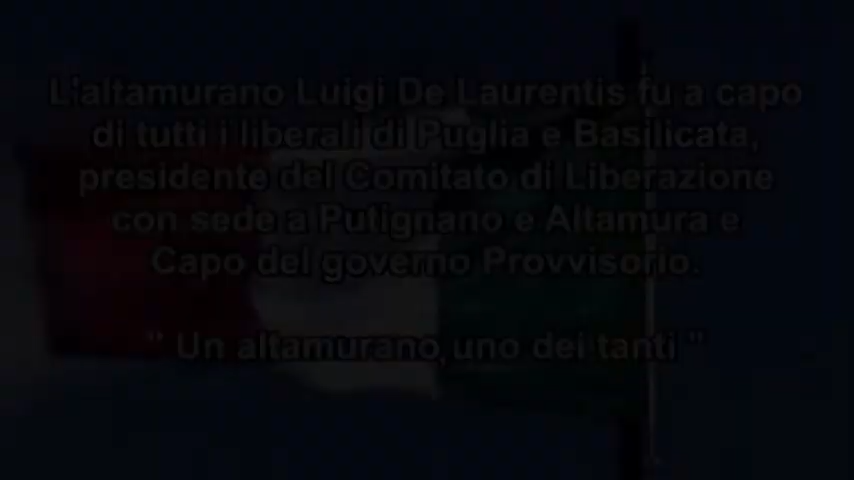 L'altamurano Luigi De Laurentis fu a capo
di tutti i liberali di Puglia e Basilicata,
presidente del Comitato di Liberazione
con sede a Putignano e Altamura e
Capo del governo Provvisorio.
" Un altamurano, uno dei tanti "